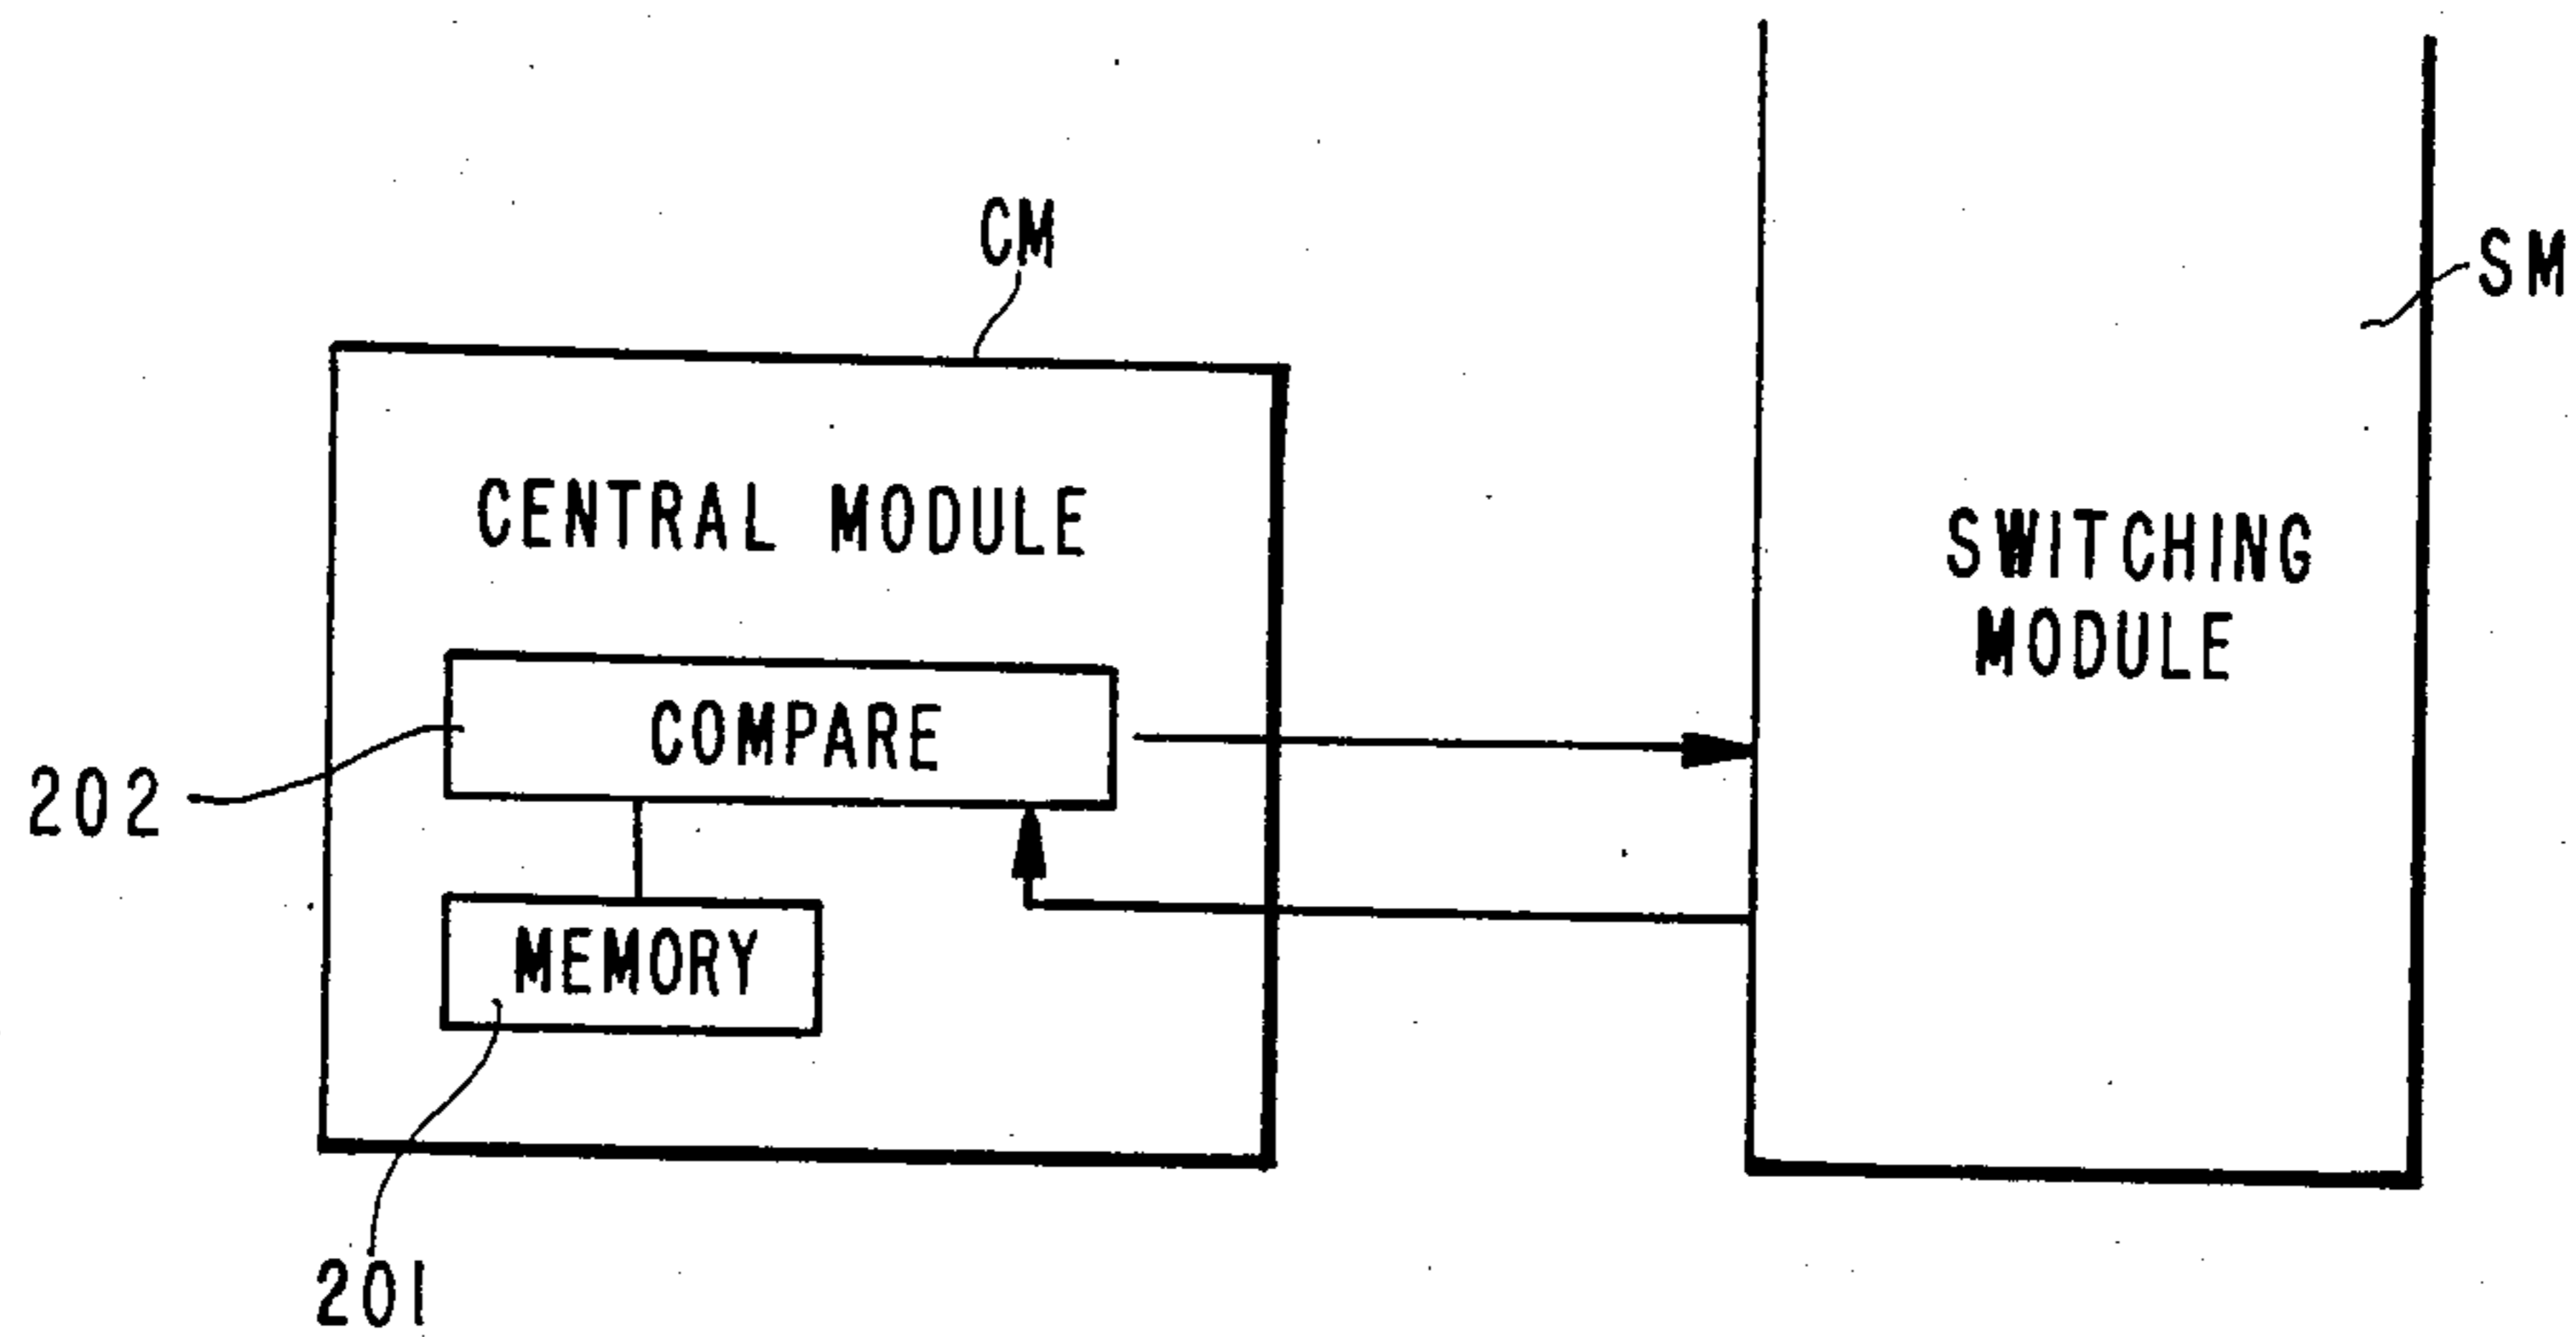 CM
SM
CENTRAL MODULE
SWITCHING
MODULE
COMPARE
202
MEMORY
201